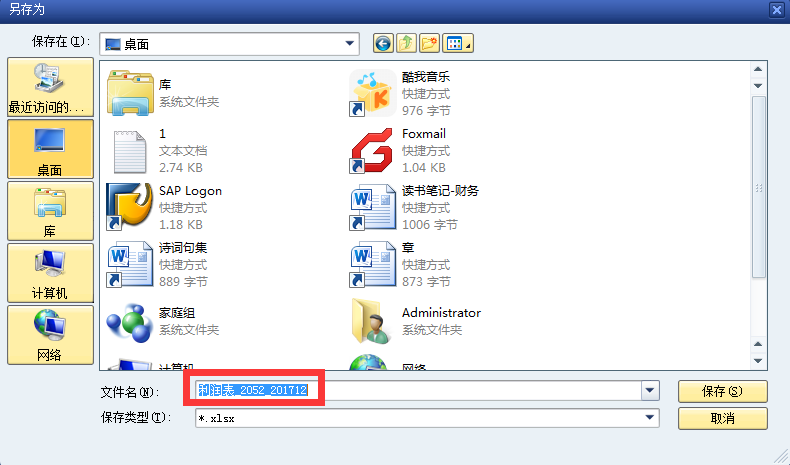 另存为
保存在(I):
桌面
最近访问的...
桌面
库
计算机
网络
库
系统文件夹
酷我音乐
快捷方式
976 字节
1
文本文档
2.74 KB
Foxmail
快捷方式
1.04 KB
SAP Logon
快捷方式
1.18 KB
读书笔记-财务
快捷方式
1006 字节
诗词句集
快捷方式
889 字节
章
快捷方式
873 字节
家庭组
系统文件夹
Administrator
系统文件夹
计算机
网络
文件名(N):
利润表_2052_201712
保存(S)
保存类型(T):
*.xlsx
取消